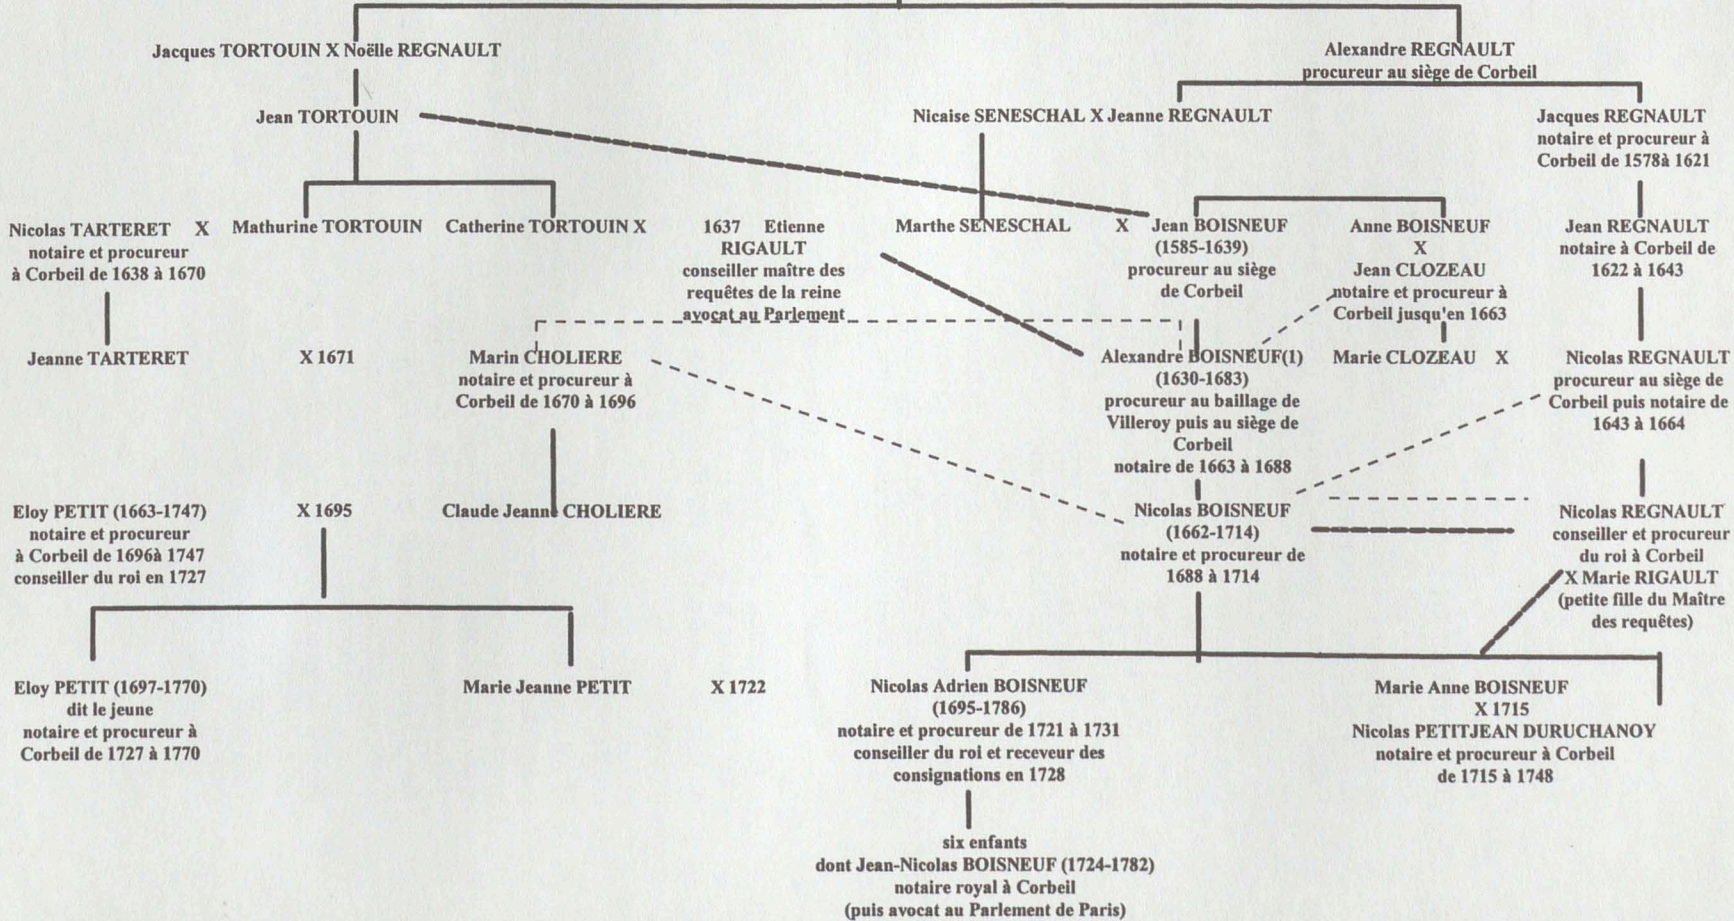 Jacques TORTOUIN X Noëlle REGNAULT
Alexandre REGNAULT
procureur au siège de Corbeil
Jean TORTOUIN
Nicaise SENESCHAL X Jeanne REGNAULT
Jacques REGNAULT
notaire et procureur à
Corbeil de 1578à 1621
Nicolas TARTERET X
notaire et procureur
à Corbeil de 1638 à 1670
Mathurine TORTOUIN
Catherine TORTOUIN X
1637 Etienne
RIGAULT
conseiller maître des
requêtes de la reine
avocat au Parlement
Marthe SENESCHAL X
Jean BOISNEUF
(1585-1639)
procureur au siège
de Corbeil
Anne BOISNEUF
X
Jean CLOZEAU
notaire et procureur à
Corbeil jusqu'en 1663
Jean REGNAULT
notaire à Corbeil de
1622 à 1643
Jeanne TARTERET
X 1671
Marin CHOLIERE
notaire et procureur à
Corbeil de 1670 à 1696
Alexandre BOISNEUF(1)
(1630-1683)
procureur au baillage de
Villeroy puis au siège de
Corbeil
notaire de 1663 à 1688
Marie CLOZEAU X
Nicolas REGNAULT
procureur au siège de
Corbeil puis notaire de
1643 à 1664
Eloy PETIT (1663-1747)
notaire et procureur
à Corbeil de 1696à 1747
conseiller du roi en 1727
X 1695
Claude Jeanne CHOLIERE
Nicolas BOISNEUF
(1662-1714)
notaire et procureur de
1688 à 1714
Nicolas REGNAULT
conseiller et procureur
du roi à Corbeil
X Marie RIGAULT
(petite fille du Maître
des requêtes)
Eloy PETIT (1697-1770)
dit le jeune
notaire et procureur à
Corbeil de 1727 à 1770
Marie Jeanne PETIT
X 1722
Nicolas Adrien BOISNEUF
(1695-1786)
notaire et procureur de 1721 à 1731
conseiller du roi et receveur des
consignations en 1728
Marie Anne BOISNEUF
X 1715
Nicolas PETITJEAN DURUCHANOY
notaire et procureur à Corbeil
de 1715 à 1748
six enfants
dont Jean-Nicolas BOISNEUF (1724-1782)
notaire royal à Corbeil
(puis avocat au Parlement de Paris)